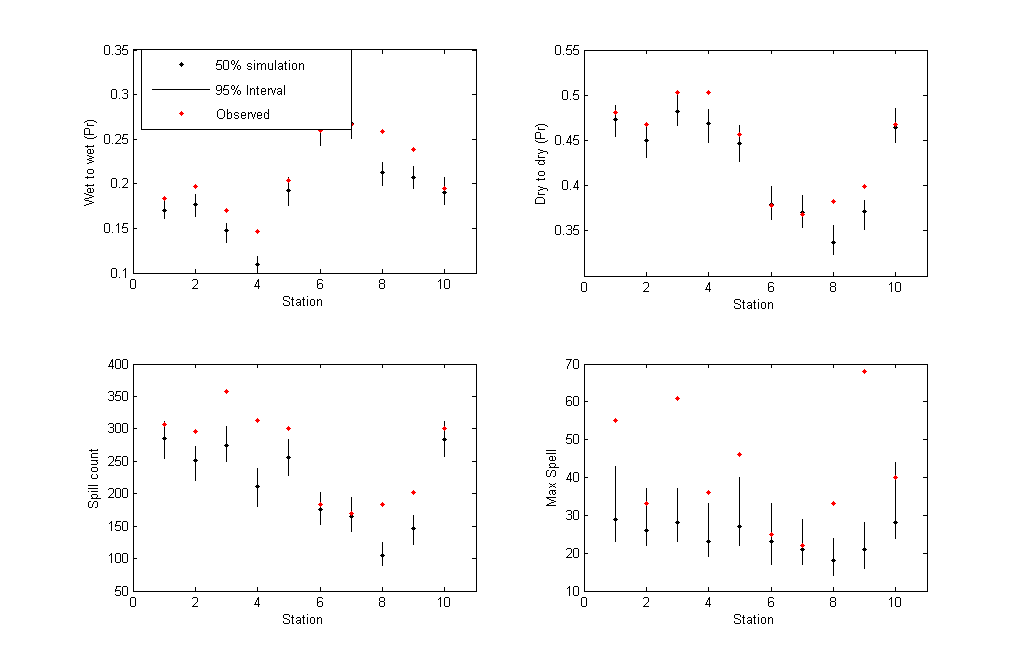 0.35
0.3
0.25
0.2
0.15
0.1
Wet to wet (Pr)
50% simulation
95% Interval
Observed
0 2 4 6 8 10
Station
0.55
0.5
0.45
0.4
0.35
Dry to dry (Pr)
0 2 4 6 8 10
Station
400
350
300
250
200
150
100
50
Spill count
0 2 4 6 8 10
Station
70
60
50
40
30
20
10
Max Spell
0 2 4 6 8 10
Station